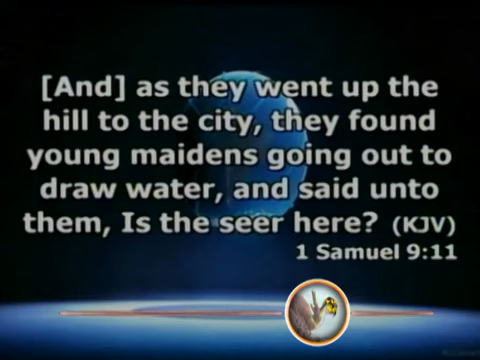 [And] as they went up the
hill to the city, they found
young maidens going out to
draw water, and said unto
them, Is the seer here? (KJV)
1 Samuel 9:11